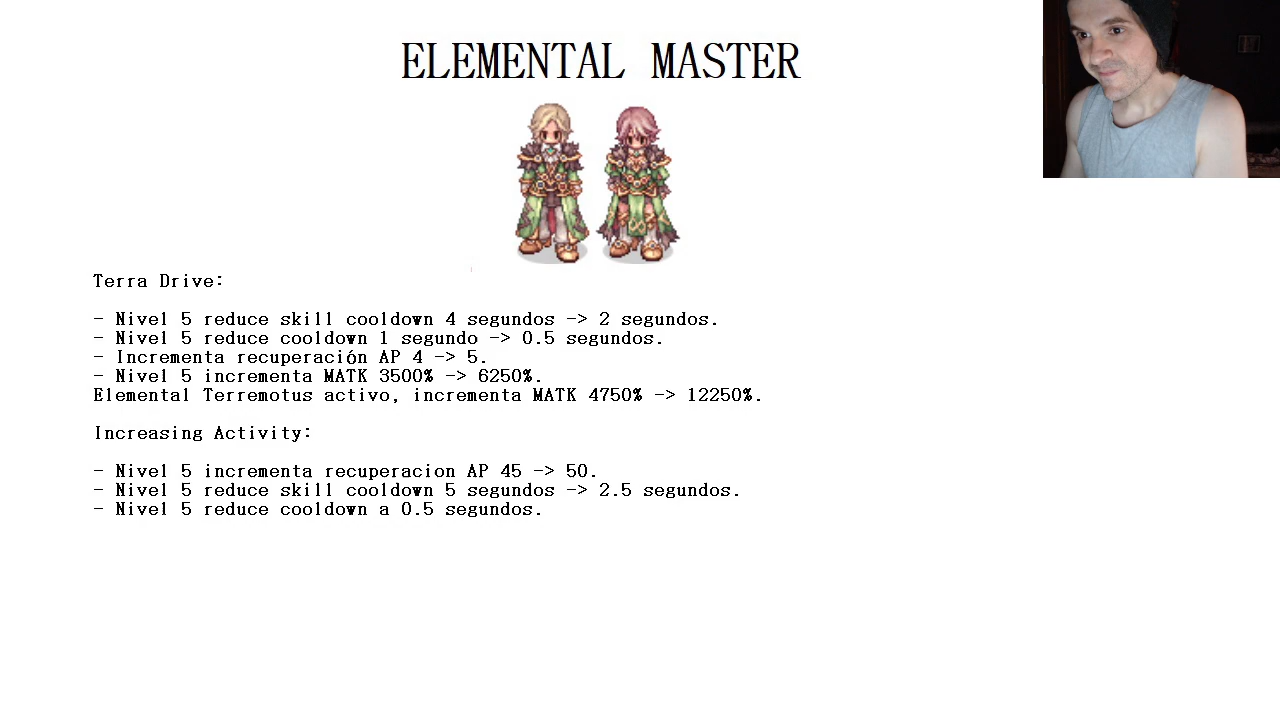 ELEMENTAL MASTER
Terra Drive:
- Nivel 5 reduce skill cooldown 4 segundos -> 2 segundos.
- Nivel 5 reduce cooldown 1 segundo -> 0.5 segundos.
- Incrementa recuperación AP 4 -> 5.
- Nivel 5 incrementa MATK 3500% -> 6250%.
Elemental Terremotus activo, incrementa MATK 4750% -> 12250%.
Increasing Activity:
- Nivel 5 incrementa recuperacion AP 45 -> 50.
- Nivel 5 reduce skill cooldown 5 segundos -> 2.5 segundos.
- Nivel 5 reduce cooldown a 0.5 segundos.